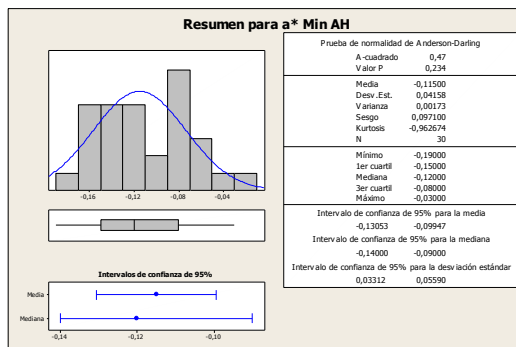 Resumen para a* Min AH
-0,16 -0,12 -0,08 -0,04
Intervalos de confianza de 95%
Media
Mediana
-0,14 -0,12 -0,10
Prueba de normalidad de Anderson-Darling
A-cuadrado 0,47
Valor P 0,234
Media -0,11500
Desv.Est. 0,04158
Varianza 0,00173
Sesgo 0,097100
Kurtosis -0,962674
N 30
Mínimo -0,19000
1er cuartil -0,15000
Mediana -0,12000
3er cuartil -0,08000
Máximo -0,03000
Intervalo de confianza de 95% para la media
-0,13053 -0,09947
Intervalo de confianza de 95% para la mediana
-0,14000 -0,09000
Intervalo de confianza de 95% para la desviación estándar
0,03312 0,05590